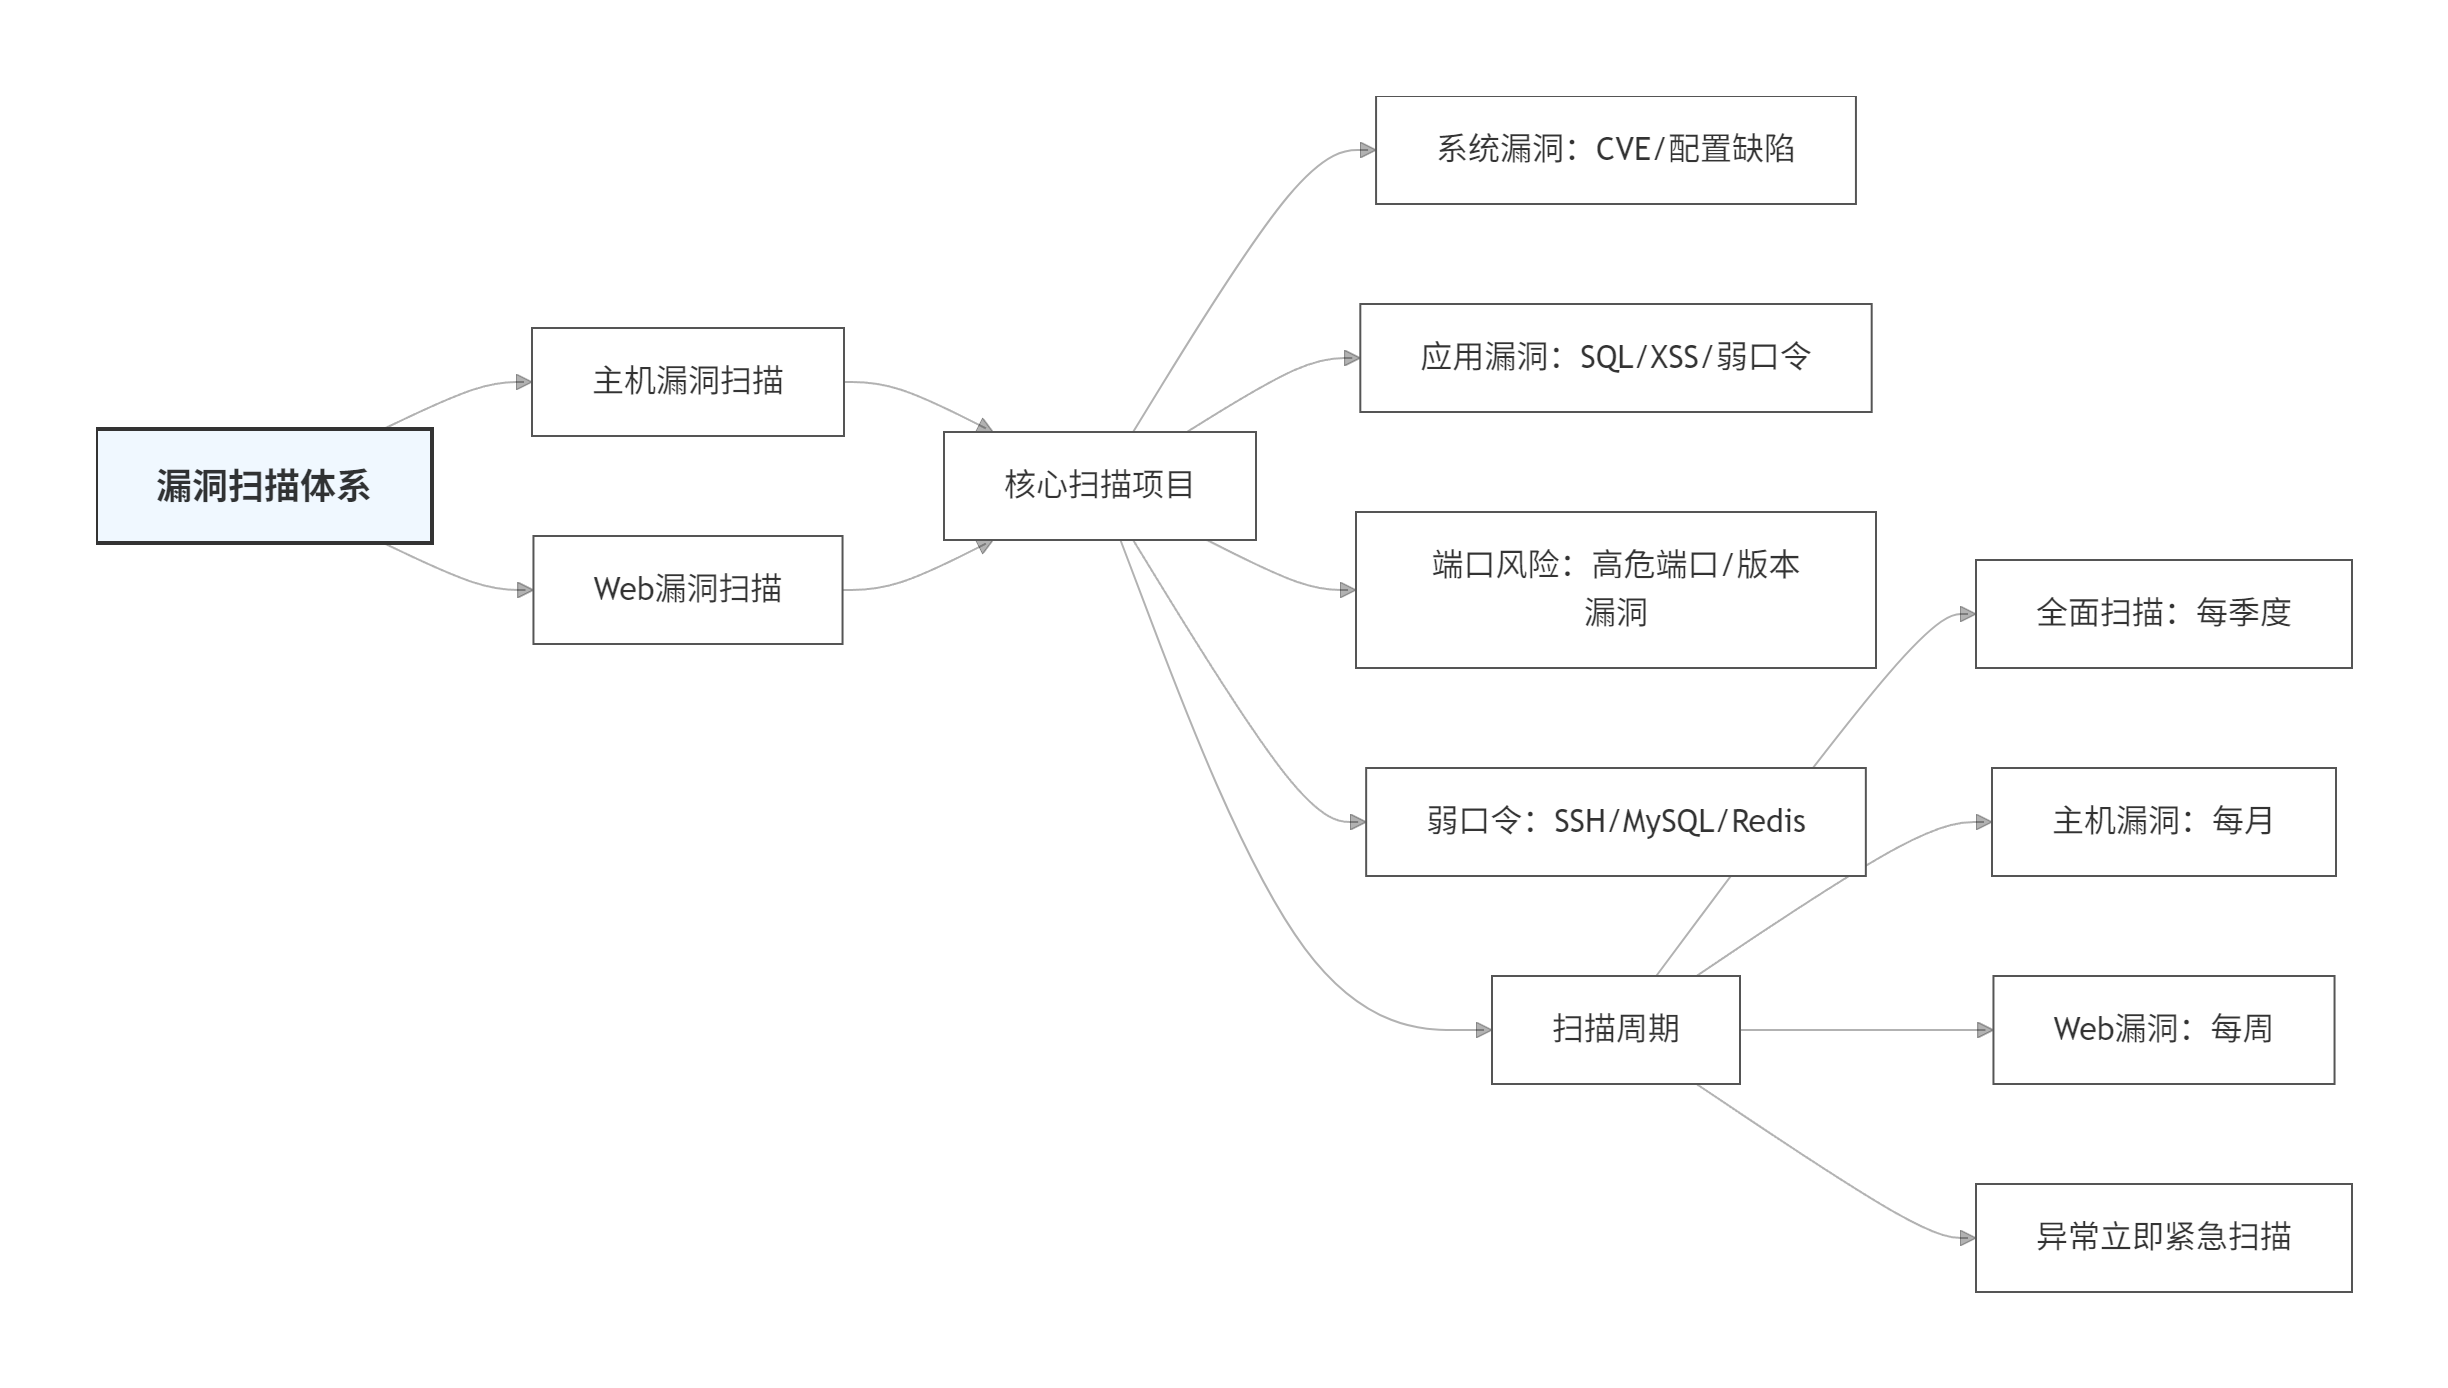 漏洞扫描体系
主机漏洞扫描
Web漏洞扫描
核心扫描项目
系统漏洞：CVE/配置缺陷
应用漏洞：SQL/XSS/弱口令
端口风险：高危端口/版本
漏洞
弱口令：SSH/MySQL/Redis
扫描周期
全面扫描：每季度
主机漏洞：每月
Web漏洞：每周
异常立即紧急扫描